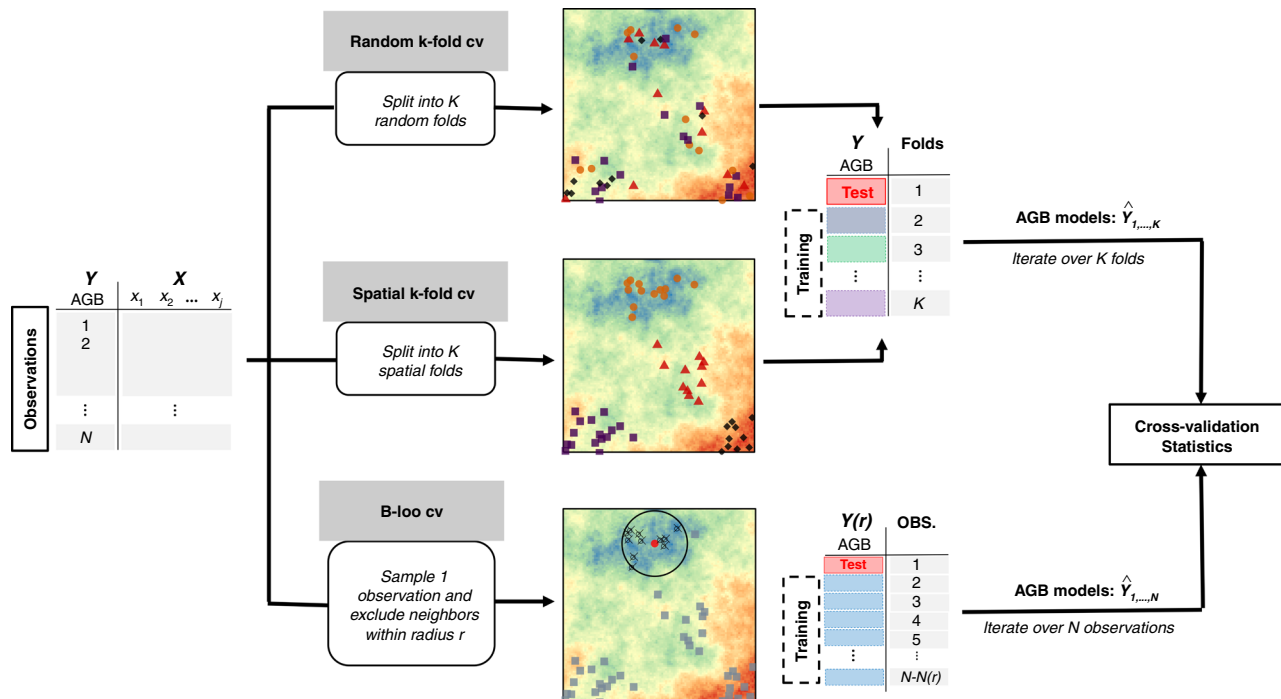 Observations
Y X
AGB x1 x2 ... xj
1
2
⋮ ⋮
N
Random k-fold cv
Split into K
random folds
Spatial k-fold cv
Split into K
spatial folds
B-loo cv
Sample 1
observation and
exclude neighbors
within radius r
Y Folds
AGB
Test 1
2
3
⋮ ⋮
K
Training
AGB models: Ŷ1,...,K
Iterate over K folds
Cross-validation
Statistics
Y(r) OBS.
AGB
Test 1
2
3
4
5
⋮ ⋮
N-N(r)
Training
AGB models: Ŷ1,...,N
Iterate over N observations